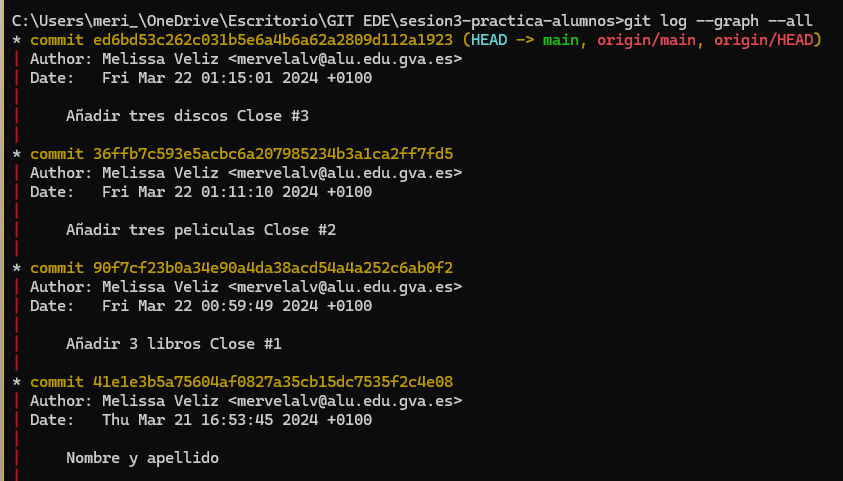 C:\Users\meri_\OneDrive\Escritorio\GIT EDE\sesion3-practica-alumnos>git log --graph --all
* commit ed6bd53c262c031b5e6a4b6a62a2809d112a1923 (HEAD -> main, origin/main, origin/HEAD)
| Author: Melissa Veliz <mervelalv@alu.edu.gva.es>
| Date:   Fri Mar 22 01:15:01 2024 +0100
|
|     Añadir tres discos Close #3
|
* commit 36ffb7c593e5acbc6a207985234b3a1ca2ff7fd5
| Author: Melissa Veliz <mervelalv@alu.edu.gva.es>
| Date:   Fri Mar 22 01:11:10 2024 +0100
|
|     Añadir tres peliculas Close #2
|
* commit 90f7cf23b0a34e90a4da38acd54a4a252c6ab0f2
| Author: Melissa Veliz <mervelalv@alu.edu.gva.es>
| Date:   Fri Mar 22 00:59:49 2024 +0100
|
|     Añadir 3 libros Close #1
|
* commit 41e1e3b5a75604af0827a35cb15dc7535f2c4e08
| Author: Melissa Veliz <mervelalv@alu.edu.gva.es>
| Date:   Thu Mar 21 16:53:45 2024 +0100
|
|     Nombre y apellido
|